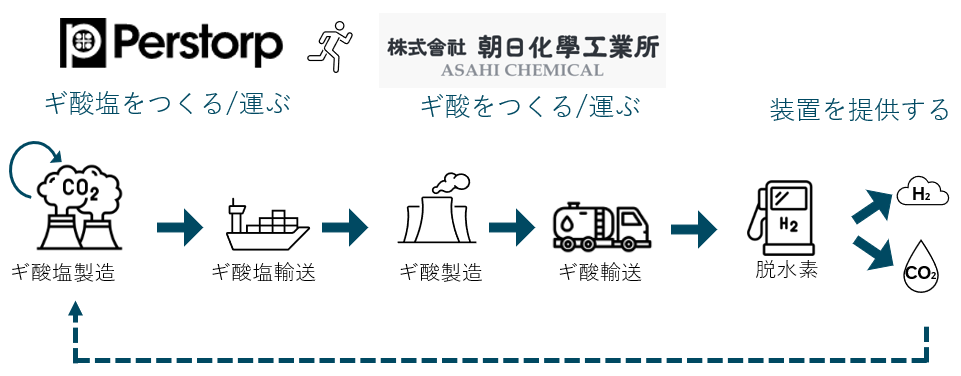 Perstorp
株式會社 朝日化學工業所
ASAHI CHEMICAL
ギ酸塩をつくる/運ぶ
ギ酸をつくる/運ぶ
装置を提供する
CO2
H2
H2
CO2
ギ酸塩製造
ギ酸塩輸送
ギ酸製造
ギ酸輸送
脱水素